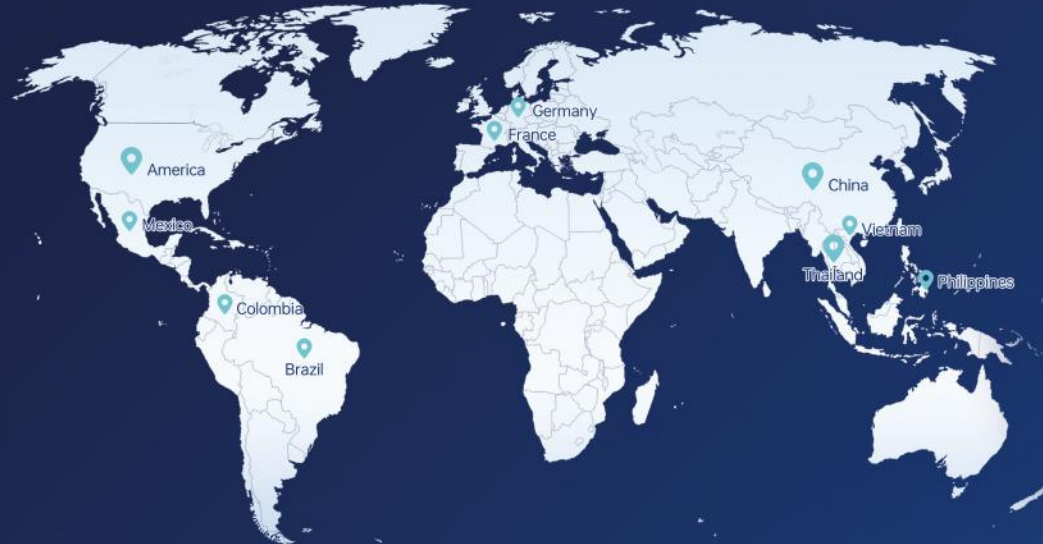 Germany
France
America
China
Mexico
Vietnam
Thailand
Philippines
Colombia
Brazil